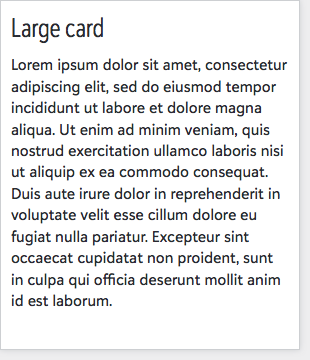 Large card
Lorem ipsum dolor sit amet, consectetur
adipiscing elit, sed do eiusmod tempor
incididunt ut labore et dolore magna
aliqua. Ut enim ad minim veniam, quis
nostrud exercitation ullamco laboris nisi
ut aliquip ex ea commodo consequat.
Duis aute irure dolor in reprehenderit in
voluptate velit esse cillum dolore eu
fugiat nulla pariatur. Excepteur sint
occaecat cupidatat non proident, sunt
in culpa qui officia deserunt mollit anim
id est laborum.